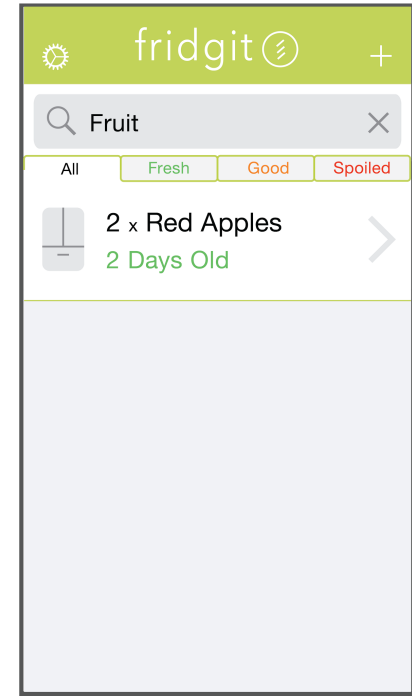 fridgit
Fruit
All Fresh Good Spoiled
2 x Red Apples
2 Days Old